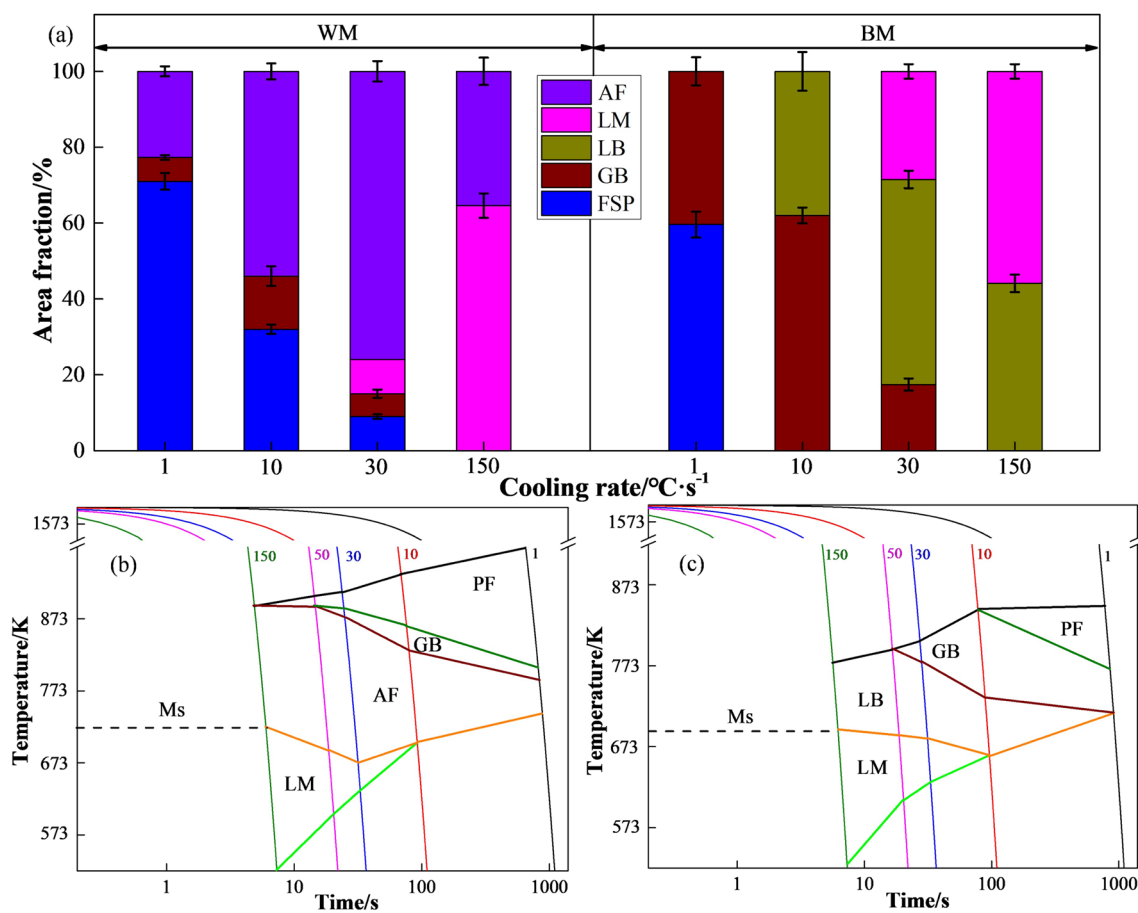 (a)
WM
BM
100
80
60
40
20
0
Area fraction/%
AF
LM
LB
GB
FSP
1
10
30
150
1
10
30
150
Cooling rate/°C·s⁻¹
(b)
1573
873
773
673
573
Temperature/K
150
50
30
10
1
PF
GB
AF
Ms
LM
1
10
100
1000
Time/s
(c)
1573
873
773
673
573
Temperature/K
150
50
30
10
1
PF
GB
LB
Ms
LM
1
10
100
1000
Time/s